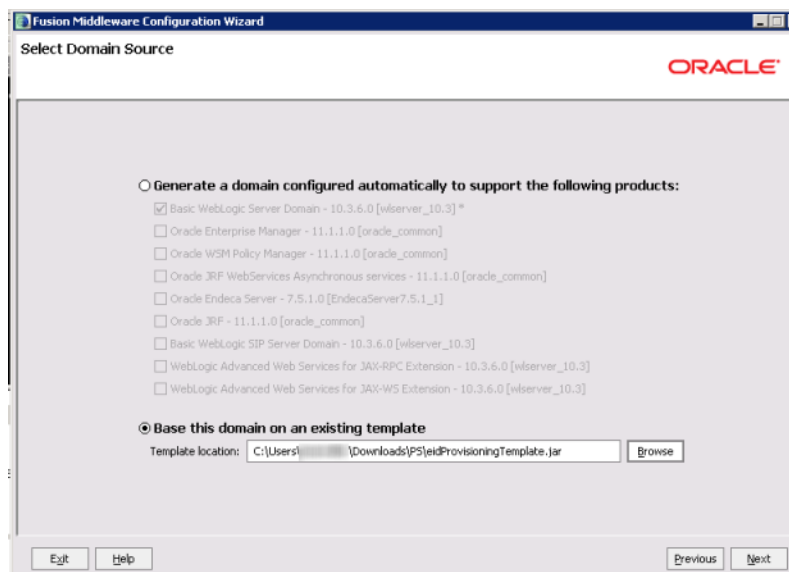 Fusion Middleware Configuration Wizard
Select Domain Source
ORACLE
Generate a domain configured automatically to support the following products:
Basic WebLogic Server Domain - 10.3.6.0 [wlserver_10.3] *
Oracle Enterprise Manager - 11.1.1.0 [oracle_common]
Oracle WSM Policy Manager - 11.1.1.0 [oracle_common]
Oracle JRF WebServices Asynchronous services - 11.1.1.0 [oracle_common]
Oracle Endeca Server - 7.5.1.0 [EndecaServer7.5.1_1]
Oracle JRF - 11.1.1.0 [oracle_common]
Basic WebLogic SIP Server Domain - 10.3.6.0 [wlserver_10.3]
WebLogic Advanced Web Services for JAX-RPC Extension - 10.3.6.0 [wlserver_10.3]
WebLogic Advanced Web Services for JAX-WS Extension - 10.3.6.0 [wlserver_10.3]
Base this domain on an existing template
Template location: C:\Users\ \Downloads\PS\eidProvisioningTemplate.jar Browse
Exit Help Previous Next